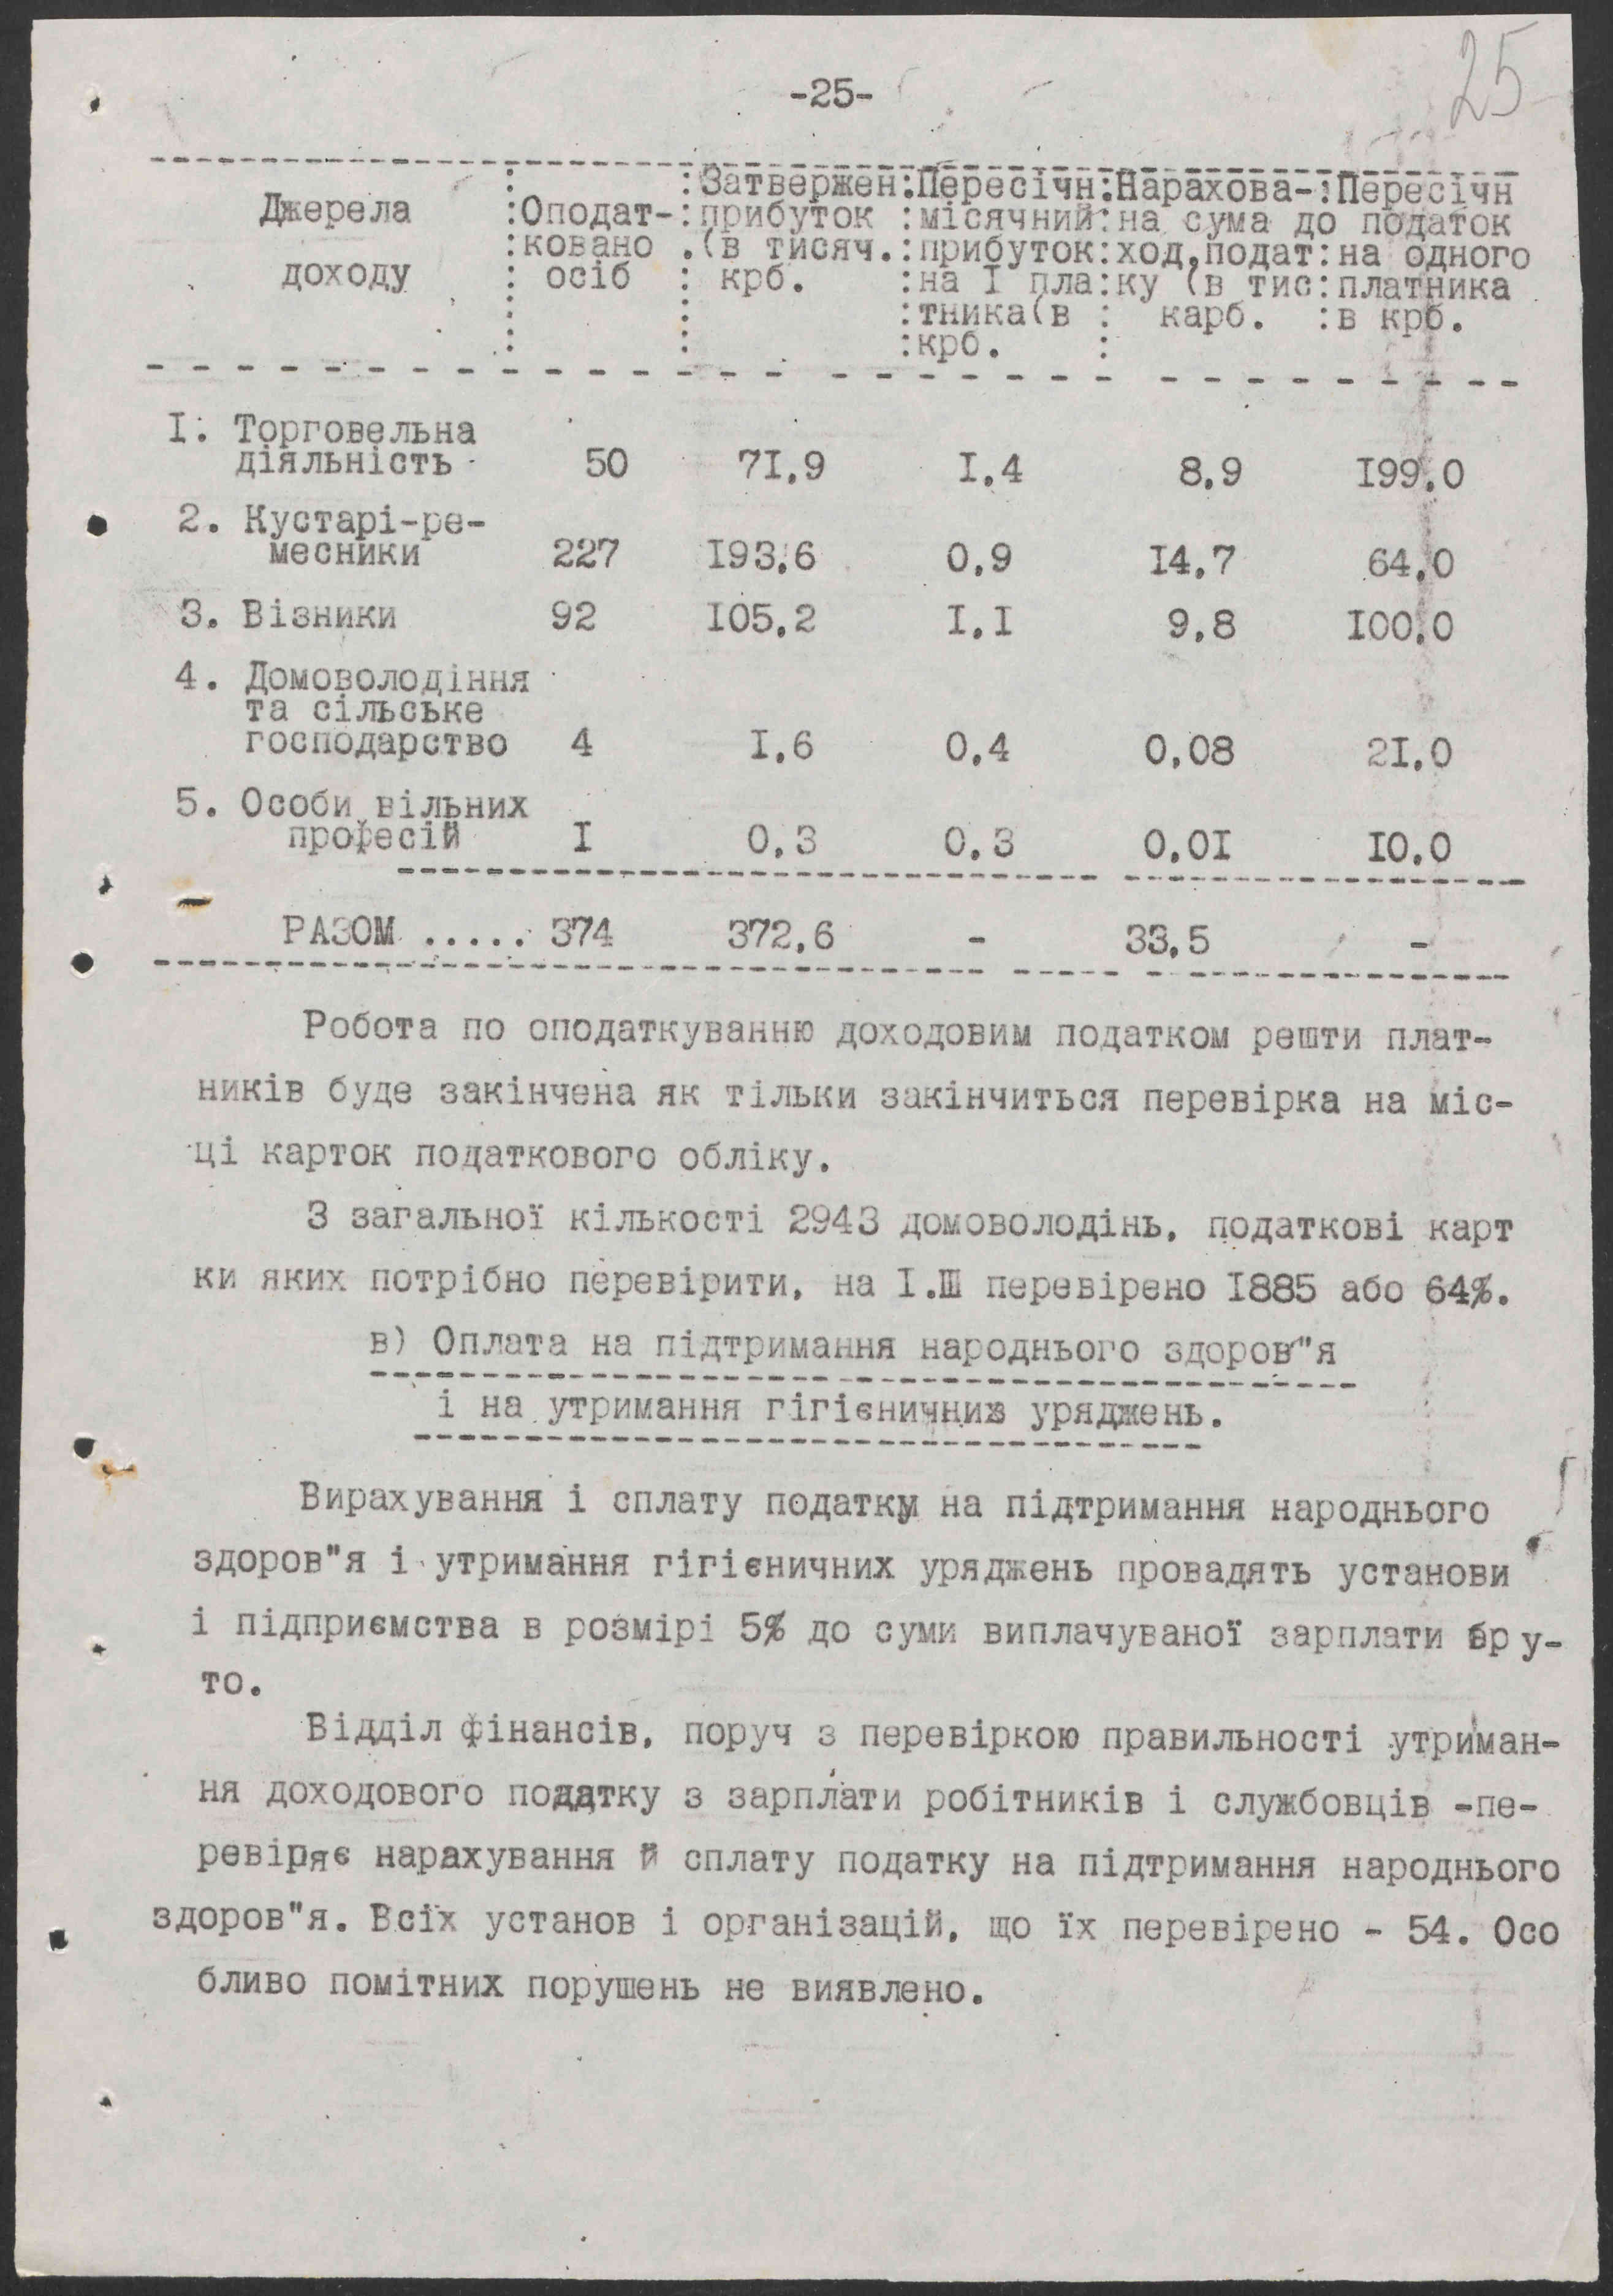 25
-25-
:Затвержен:Пересічн:Нарахова-:Пересічн
Джерела :Оподат-:прибуток :місячний:на сума до податок
:ковано .(в тисяч.:прибуток:ход.подат:на одного
доходу : осіб : крб. :на I пла:ку (в тис:платника
:тника(в : карб. :в крб.
:крб. :
I. Торговельна
діяльність 50 7I,9 I,4 8,9 I99,0
2. Кустарі-ре-
месники 227 I93,6 0,9 I4,7 64,0
3. Візники 92 I05,2 I,I 9,8 I00,0
4. Домоволодіння
та сільське
господарство 4 I,6 0,4 0,08 2I,0
5. Особи вільних
професій I 0,3 0,3 0,0I I0,0
РАЗОМ ..... 374 372,6 - 33,5 -
Робота по оподаткуванню доходовим податком решти плат-
ників буде закінчена як тільки закінчиться перевірка на міс-
ці карток податкового обліку.
З загальної кількості 2943 домоволодінь, податкові карт
ки яких потрібно перевірити, на I.Ш перевірено I885 або 64%.
в) Оплата на підтримання народнього здоров"я
і на утримання гігієничних уряджень.
Вирахування і сплату податку на підтримання народнього
здоров"я і утримання гігієничних уряджень провадять установи
і підприємства в розмірі 5% до суми виплачуваної зарплати бру-
то.
Відділ фінансів, поруч з перевіркою правильності утриман-
ня доходового податку з зарплати робітників і службовців -пе-
ревіряє нарахування й сплату податку на підтримання народнього
здоров"я. Всіх установ і організацій, що їх перевірено - 54. Осо
бливо помітних порушень не виявлено.